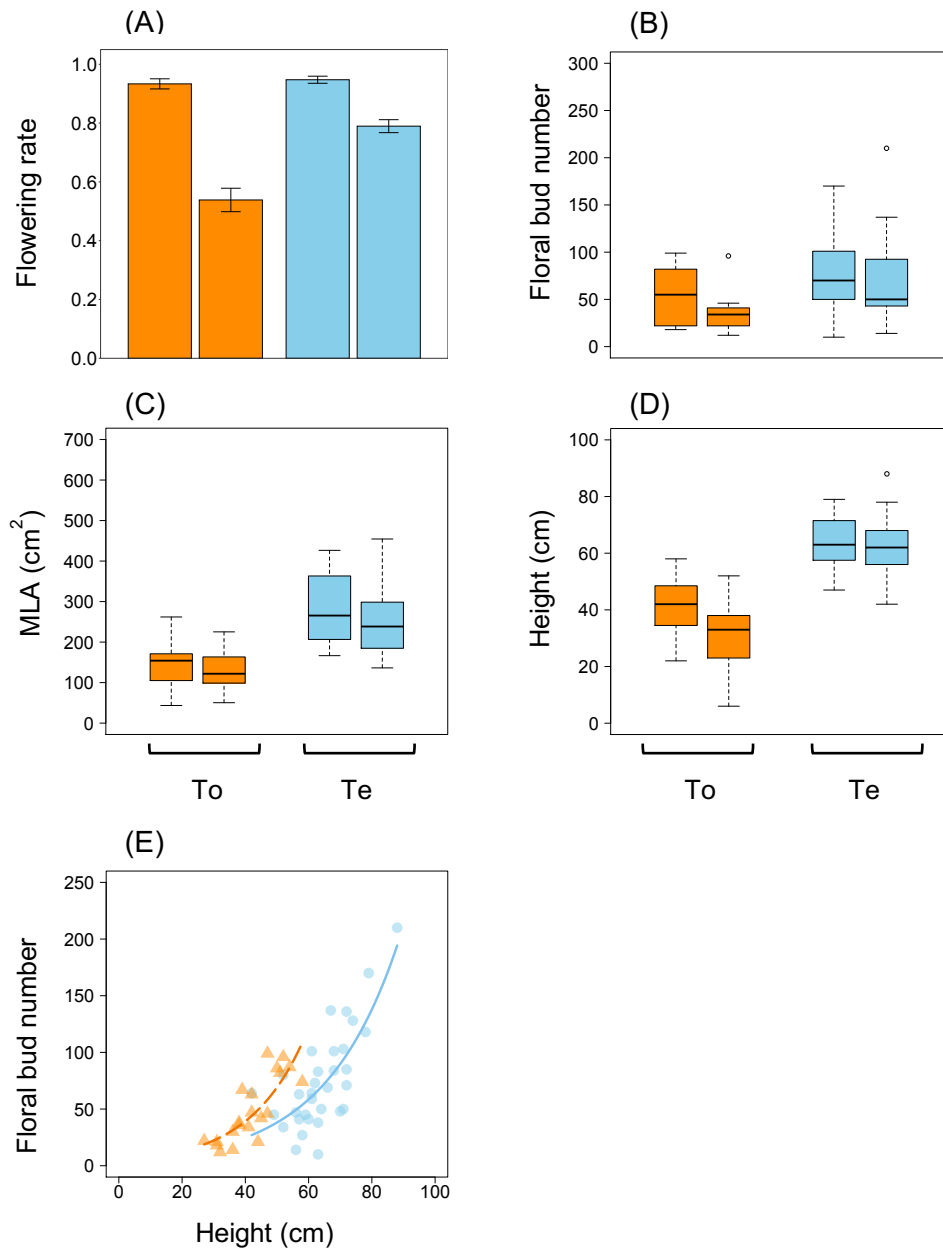 (A)
Flowering rate
1.0
0.8
0.6
0.4
0.2
0.0
(B)
Floral bud number
300
250
200
150
100
50
0
(C)
MLA (cm²)
700
600
500
400
300
200
100
0
To Te
(D)
Height (cm)
100
80
60
40
20
0
To Te
(E)
Floral bud number
250
200
150
100
50
0
0 20 40 60 80 100
Height (cm)